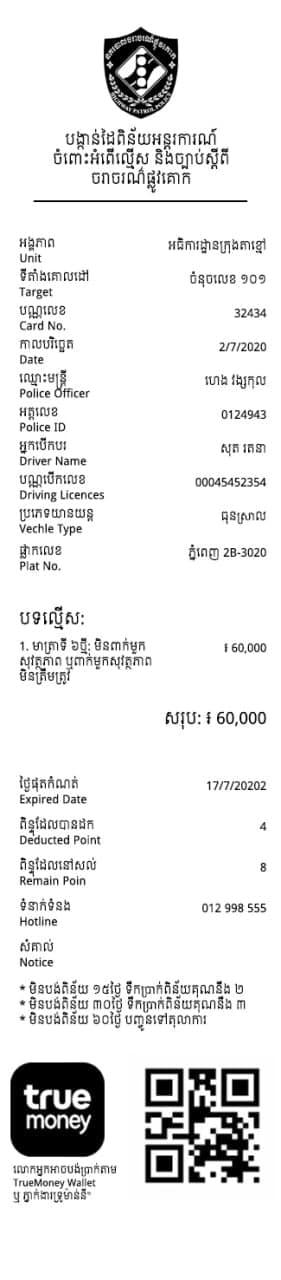 HIGHWAY PATROL POLICE
បង្កាន់ដៃពិន័យអន្តរការណ៍
ចំពោះអំពើល្មើស និងច្បាប់ស្តីពី
ចរាចរណ៍ផ្លូវគោក
អង្គភាព
Unit
អធិការដ្ឋានក្រុងតាខ្មៅ
ទីតាំងគោលដៅ
Target
ចំនុចលេខ ១០១
បណ្ណលេខ
Card No.
32434
កាលបរិច្ឆេត
Date
2/7/2020
ឈ្មោះមន្ត្រី
Police Officer
ហេង វង្សកុល
អត្តលេខ
Police ID
0124943
អ្នកបើកបរ
Driver Name
សុត រតនា
បណ្ណបើកលេខ
Driving Licences
00045452354
ប្រភេទយានយន្ត
Vechle Type
ធុនស្រាល
ផ្លាកលេខ
Plat No.
ភ្នំពេញ 2B-3020
បទល្មើស:
1. មាត្រាទី ៦ថ្មី: មិនពាក់មួក
សុវត្ថភាព ឬពាក់មួកសុវត្ថភាព
មិនត្រឹមត្រូវ
៛ 60,000
សរុប: ៛ 60,000
ថ្ងៃផុតកំណត់
Expired Date
17/7/20202
ពិន្ទុដែលបានដក
Deducted Point
4
ពិន្ទុដែលនៅសល់
Remain Poin
8
ទំនាក់ទំនង
Hotline
012 998 555
សំគាល់
Notice
* មិនបង់ពិន័យ ១៥ថ្ងៃ ទឹកប្រាក់ពិន័យគុណនឹង ២
* មិនបង់ពិន័យ ៣០ថ្ងៃ ទឹកប្រាក់ពិន័យគុណនឹង ៣
* មិនបង់ពិន័យ ៦០ថ្ងៃ បញ្ជូនទៅតុលាការ
true
money
លោកអ្នកអាចបង់ប្រាក់តាម
TrueMoney Wallet
ឬ ភ្នាក់ងារទ្រូម៉ាន់នី"